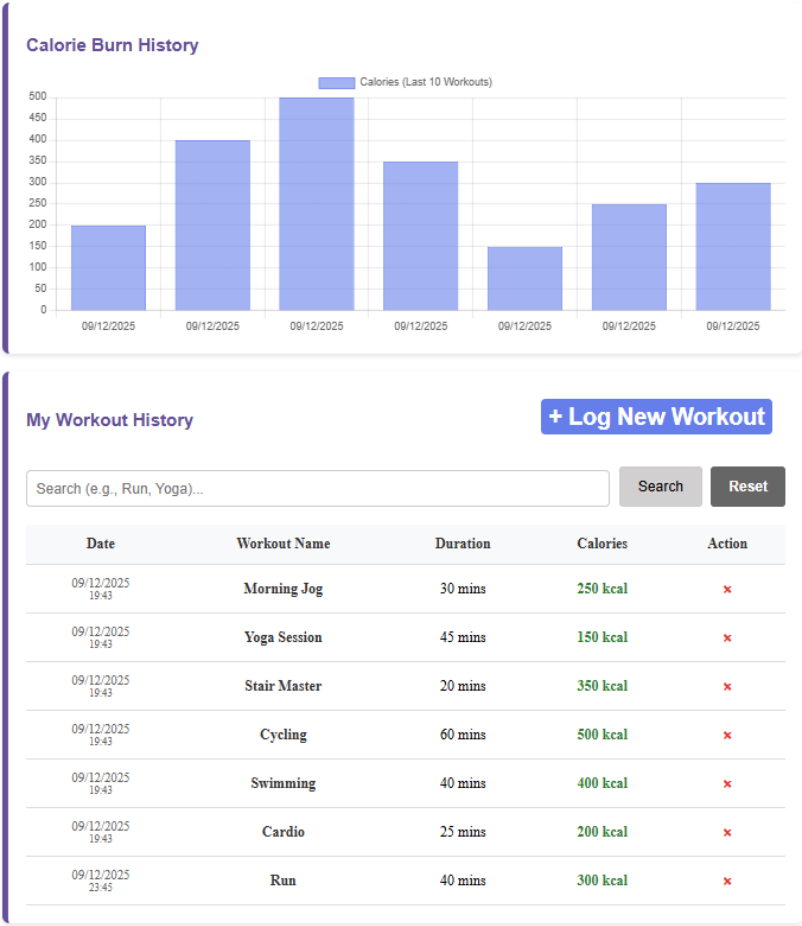 Calorie Burn History
Calories (Last 10 Workouts)
500
450
400
350
300
250
200
150
100
50
0
09/12/2025 09/12/2025 09/12/2025 09/12/2025 09/12/2025 09/12/2025 09/12/2025
My Workout History
+ Log New Workout
Search (e.g., Run, Yoga)...
Search
Reset
Date Workout Name Duration Calories Action
09/12/2025
19:43
Morning Jog 30 mins 250 kcal ×
09/12/2025
19:43
Yoga Session 45 mins 150 kcal ×
09/12/2025
19:43
Stair Master 20 mins 350 kcal ×
09/12/2025
19:43
Cycling 60 mins 500 kcal ×
09/12/2025
19:43
Swimming 40 mins 400 kcal ×
09/12/2025
19:43
Cardio 25 mins 200 kcal ×
09/12/2025
23:45
Run 40 mins 300 kcal ×